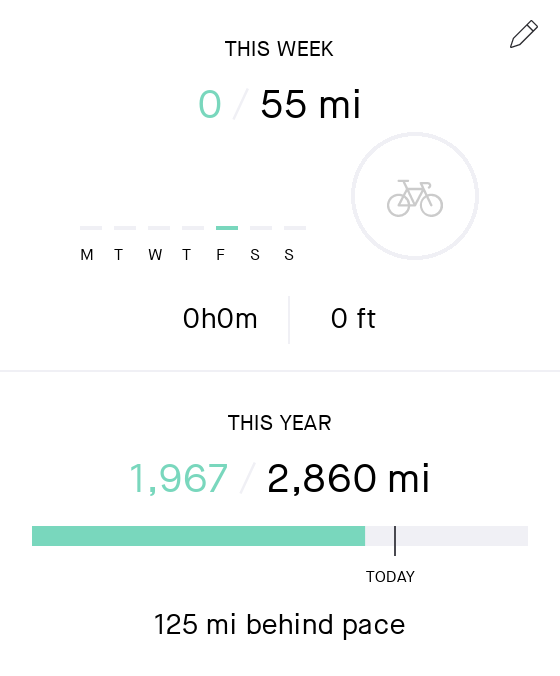 THIS WEEK
0 / 55 mi
M T W T F S S
0h0m 0 ft
THIS YEAR
1,967 / 2,860 mi
TODAY
125 mi behind pace